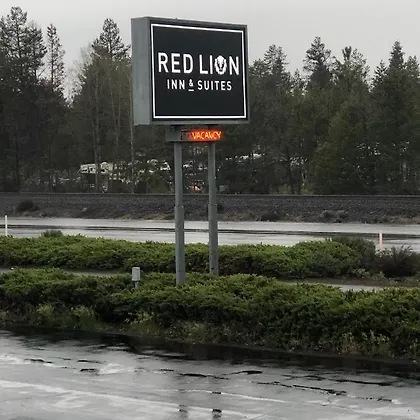 RED LION
INN & SUITES
VACANCY